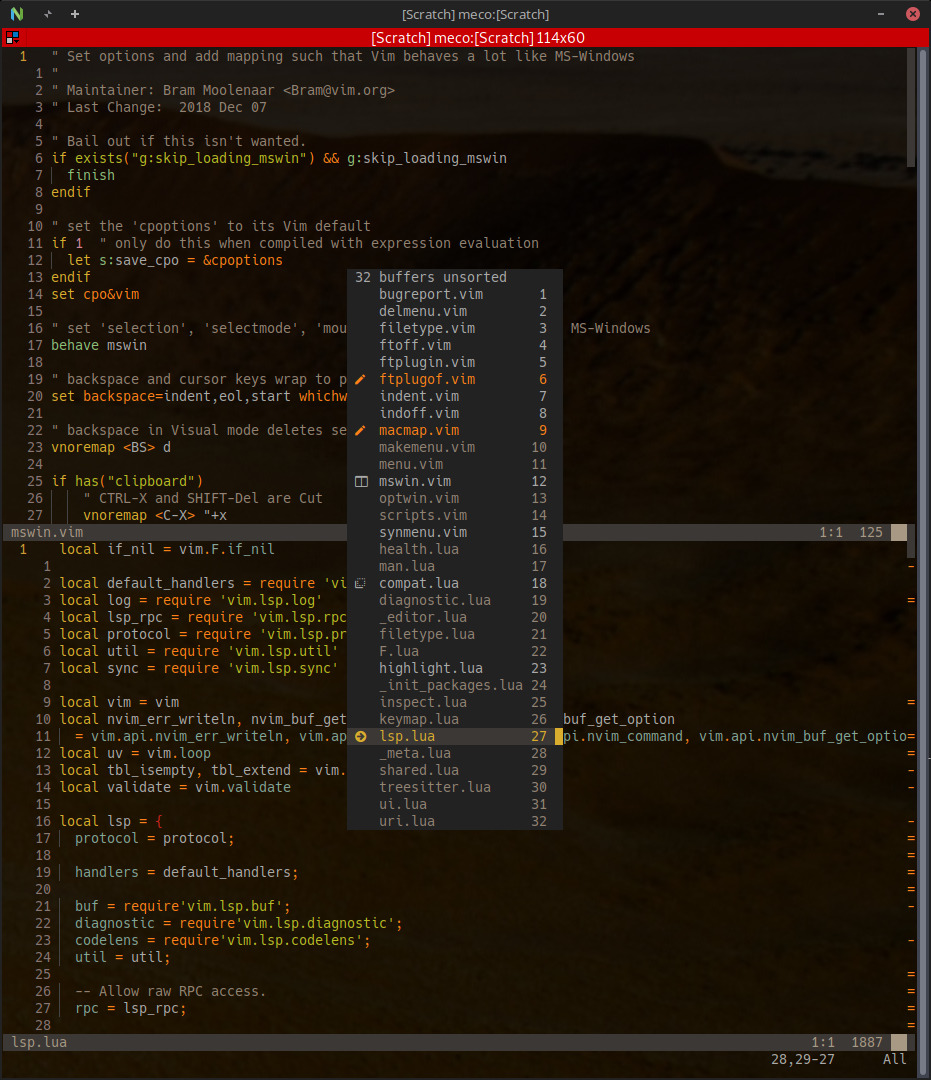 [Scratch] meco:[Scratch]
[Scratch] meco:[Scratch] 114x60
1 " Set options and add mapping such that Vim behaves a lot like MS-Windows
1 "
2 " Maintainer: Bram Moolenaar <Bram@vim.org>
3 " Last Change:  2018 Dec 07
4
5 " Bail out if this isn't wanted.
6 if exists("g:skip_loading_mswin") && g:skip_loading_mswin
7   finish
8 endif
9
10 " set the 'cpoptions' to its Vim default
11 if 1  " only do this when compiled with expression evaluation
12   let s:save_cpo = &cpoptions
13 endif
14 set cpo&vim
15
16 " set 'selection', 'selectmode', 'mou MS-Windows
17 behave mswin
18
19 " backspace and cursor keys wrap to p
20 set backspace=indent,eol,start whichw
21
22 " backspace in Visual mode deletes se
23 vnoremap <BS> d
24
25 if has("clipboard")
26     " CTRL-X and SHIFT-Del are Cut
27     vnoremap <C-X> "+x
mswin.vim 1:1 125
32 buffers unsorted
bugreport.vim 1
delmenu.vim 2
filetype.vim 3
ftoff.vim 4
ftplugin.vim 5
ftplugof.vim 6
indent.vim 7
indoff.vim 8
macmap.vim 9
makemenu.vim 10
menu.vim 11
mswin.vim 12
optwin.vim 13
scripts.vim 14
synmenu.vim 15
health.lua 16
man.lua 17
compat.lua 18
diagnostic.lua 19
_editor.lua 20
filetype.lua 21
F.lua 22
highlight.lua 23
_init_packages.lua 24
inspect.lua 25
keymap.lua 26
lsp.lua 27
_meta.lua 28
shared.lua 29
treesitter.lua 30
ui.lua 31
uri.lua 32
1 local if_nil = vim.F.if_nil
1 -
2 local default_handlers = require 'vi
3 local log = require 'vim.lsp.log' =
4 local lsp_rpc = require 'vim.lsp.rpc
5 local protocol = require 'vim.lsp.pr
6 local util = require 'vim.lsp.util'
7 local sync = require 'vim.lsp.sync'
8
9 local vim = vim =
10 local nvim_err_writeln, nvim_buf_get buf_get_option
11   = vim.api.nvim_err_writeln, vim.ap pi.nvim_command, vim.api.nvim_buf_get_optio=
12 local uv = vim.loop =
13 local tbl_isempty, tbl_extend = vim. -
14 local validate = vim.validate -
15
16 local lsp = { -
17   protocol = protocol; =
18 =
19   handlers = default_handlers; =
20 =
21   buf = require'vim.lsp.buf'; -
22   diagnostic = require'vim.lsp.diagnostic';
23   codelens = require'vim.lsp.codelens'; -
24   util = util;
25 =
26   -- Allow raw RPC access. =
27   rpc = lsp_rpc; =
28 =
lsp.lua 1:1 1887
28,29-27 All